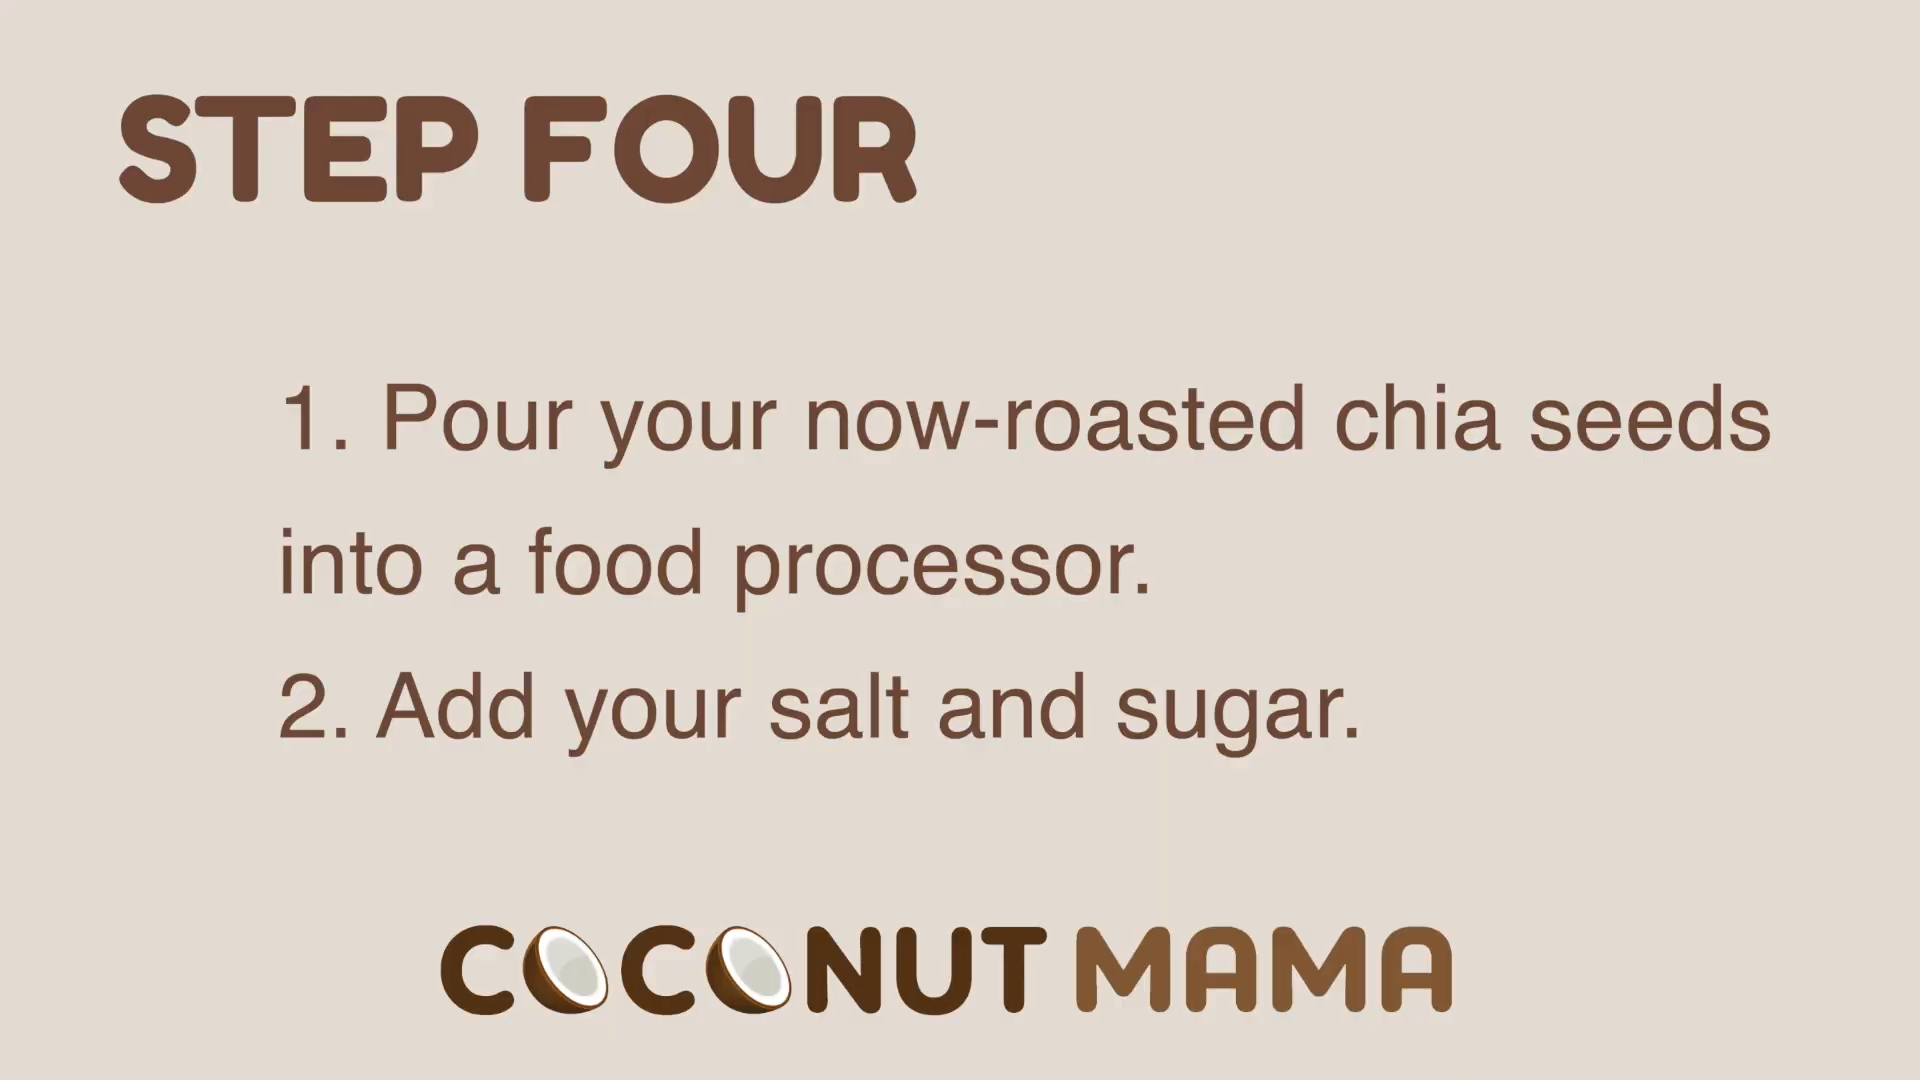 STEP FOUR
1. Pour your now-roasted chia seeds
into a food processor.
2. Add your salt and sugar.
COCONUT MAMA